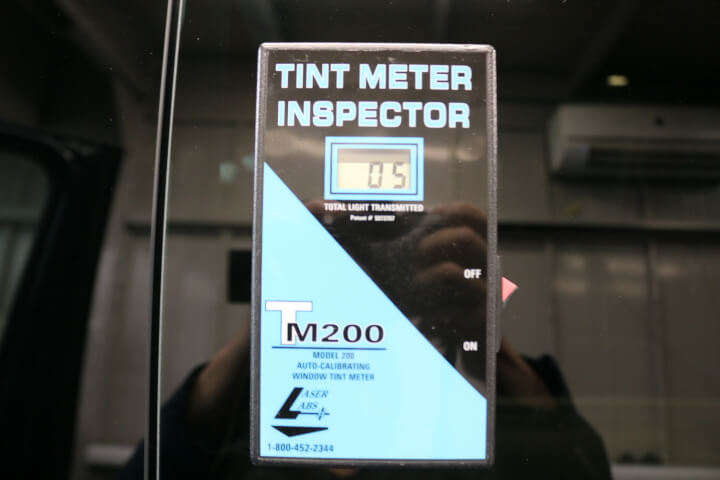 TINT METER
INSPECTOR
05
TOTAL LIGHT TRANSMITTED
OFF
ON
TM200
MODEL 200
AUTO-CALIBRATING
WINDOW TINT METER
LASER
LABS
1-800-452-2344